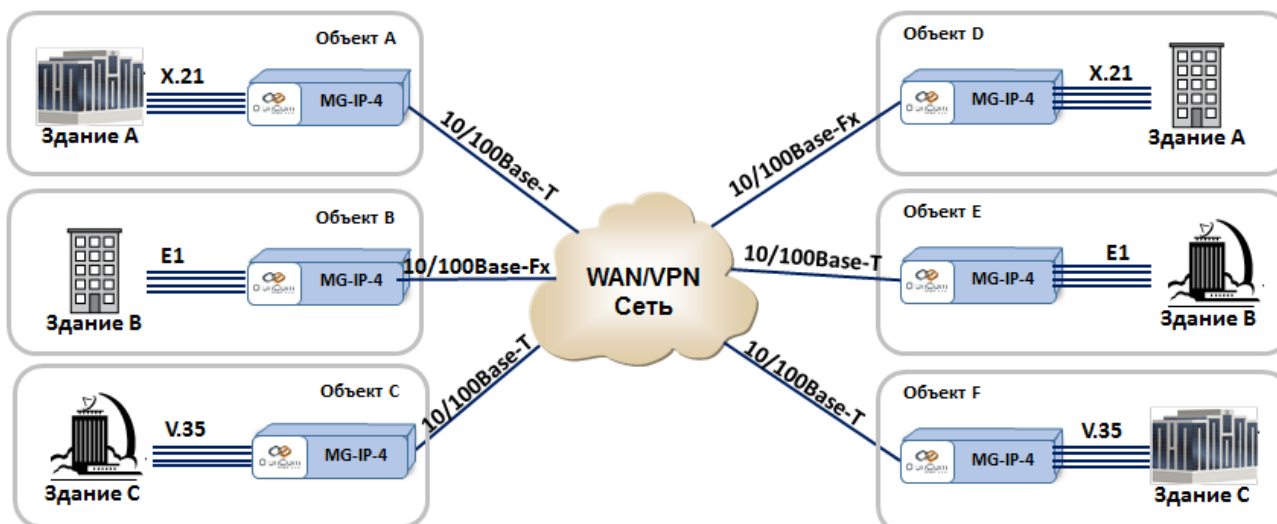 Объект A
X.21
MG-IP-4
Здание A
10/100Base-T
Объект B
E1
MG-IP-4
10/100Base-Fx
Здание B
Объект C
V.35
MG-IP-4
Здание C
10/100Base-T
WAN/VPN
Сеть
Объект D
MG-IP-4
X.21
Здание A
10/100Base-Fx
Объект E
10/100Base-T
MG-IP-4
E1
Здание B
Объект F
10/100Base-T
MG-IP-4
V.35
Здание C